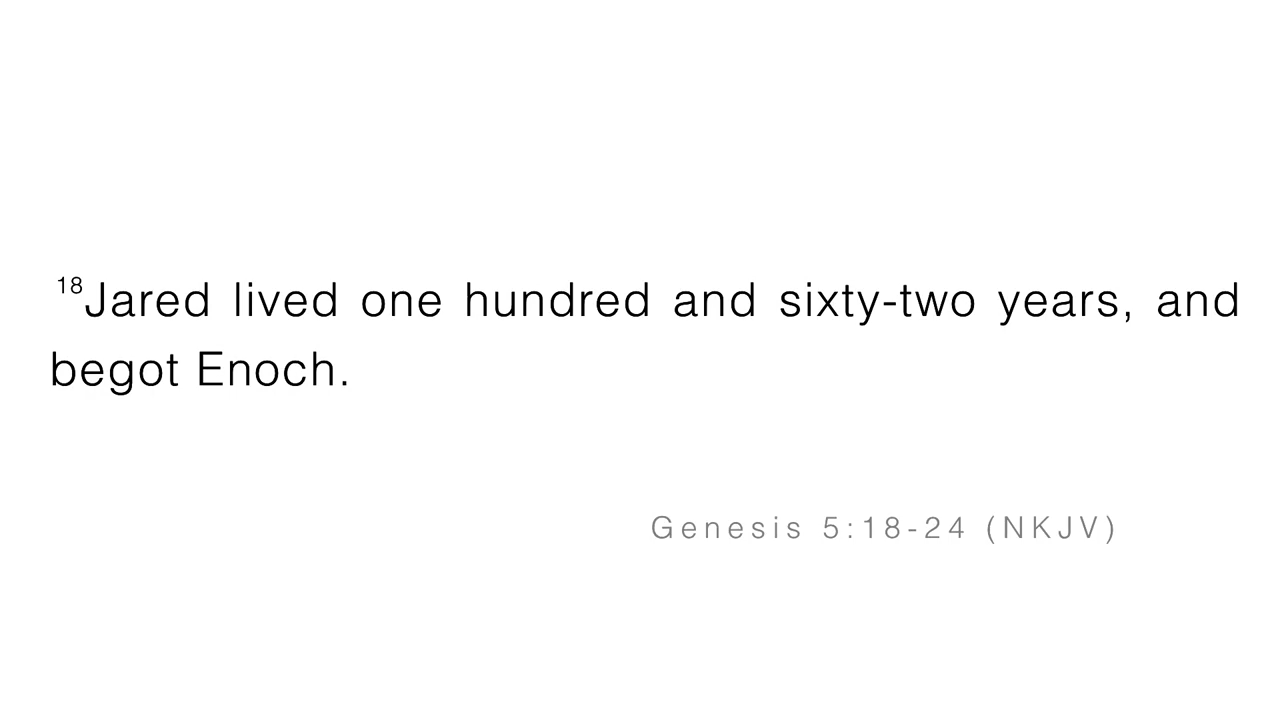 18Jared lived one hundred and sixty-two years, and
begot Enoch.
Genesis 5:18-24 (NKJV)